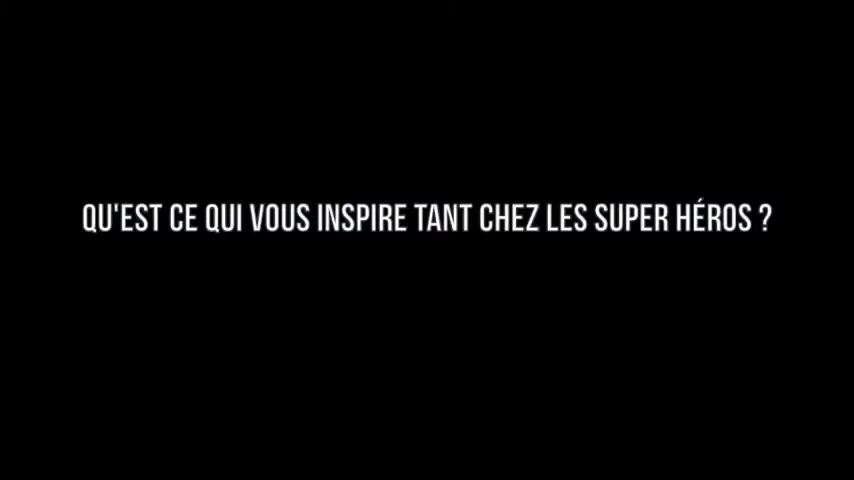 QU'EST CE QUI VOUS INSPIRE TANT CHEZ LES SUPER HÉROS ?